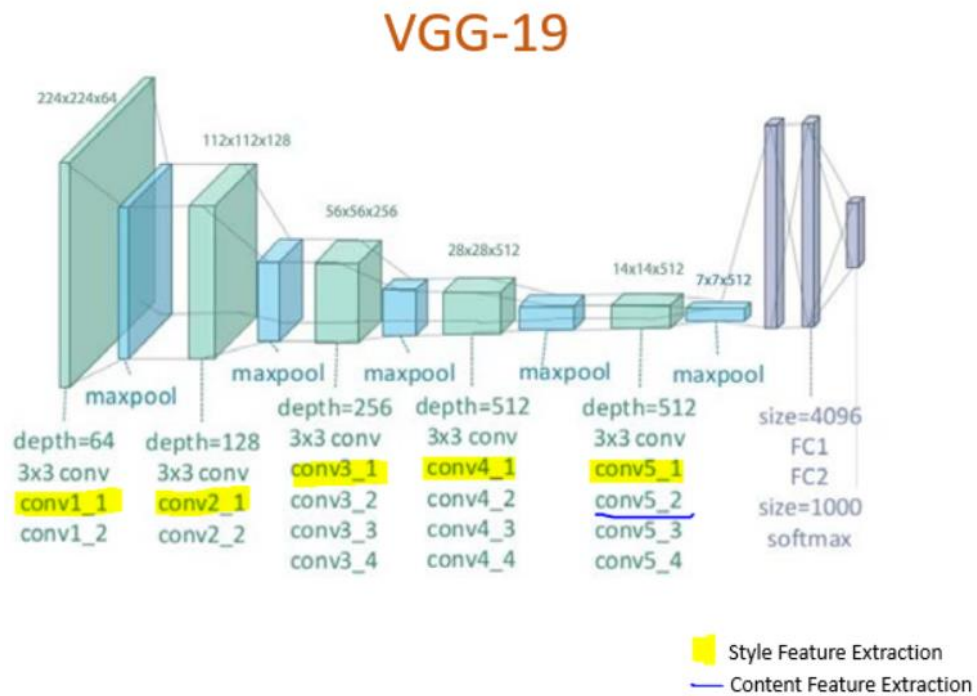 VGG-19
224x224x64
112x112x128
56x56x256
28x28x512
14x14x512
7x7x512
maxpool
maxpool
maxpool
maxpool
maxpool
depth=64
3x3 conv
conv1_1
conv1_2
depth=128
3x3 conv
conv2_1
conv2_2
depth=256
3x3 conv
conv3_1
conv3_2
conv3_3
conv3_4
depth=512
3x3 conv
conv4_1
conv4_2
conv4_3
conv4_4
depth=512
3x3 conv
conv5_1
conv5_2
conv5_3
conv5_4
size=4096
FC1
FC2
size=1000
softmax
Style Feature Extraction
Content Feature Extraction